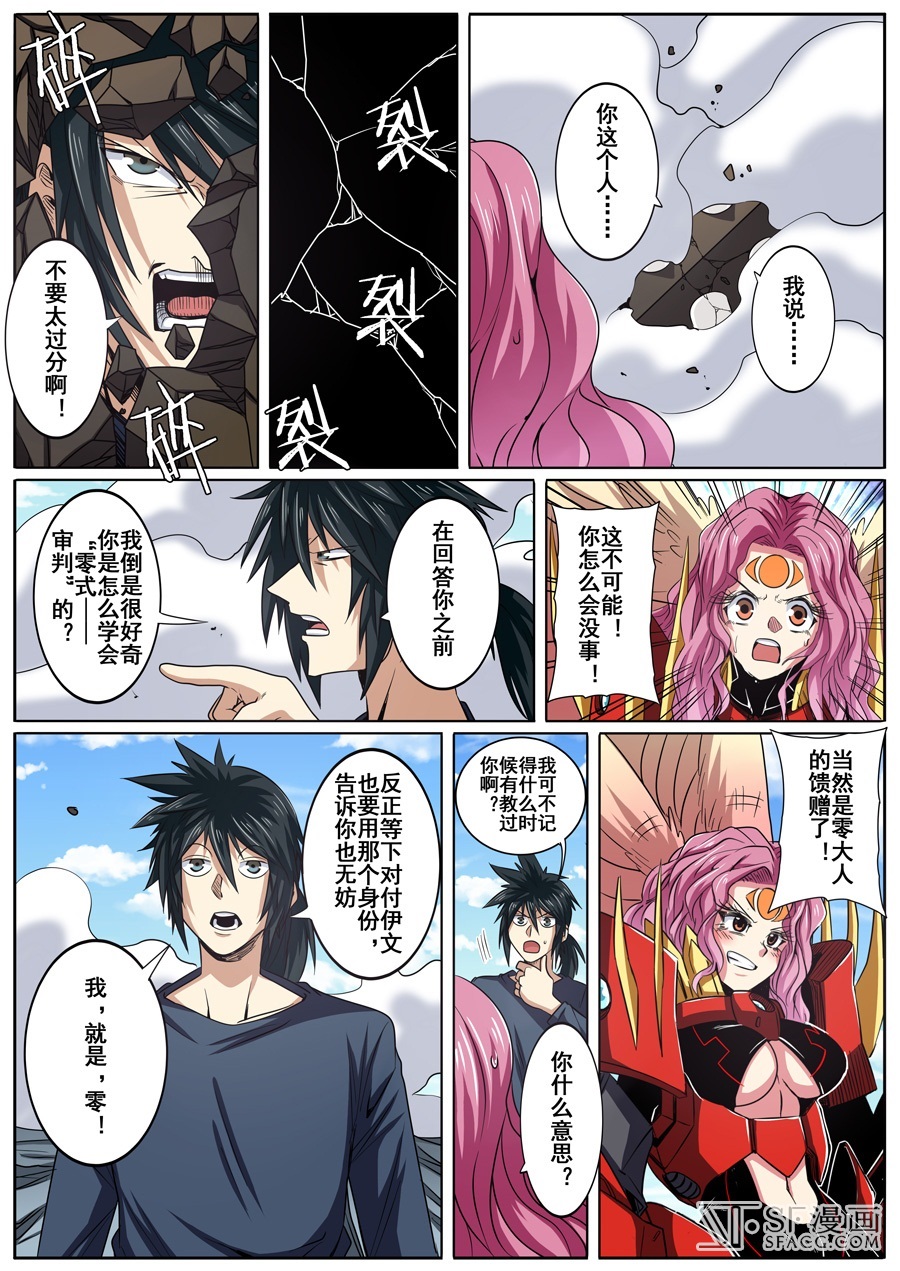 我说……
你这个人……
裂
裂
裂
砕
不要太过分啊！
砕
这不可能！
你怎么会没事！
在回答你之前
我倒是很好奇
你是怎么学会
“零式——
审判”的？
当然是零大人
的馈赠了！
我可不记
得什么时
候有教过
你啊？
你什么意思？
反正等下对付伊文
也要用那个身份，
告诉你也无妨
我，就是，零！
SF漫画
SFACG.COM